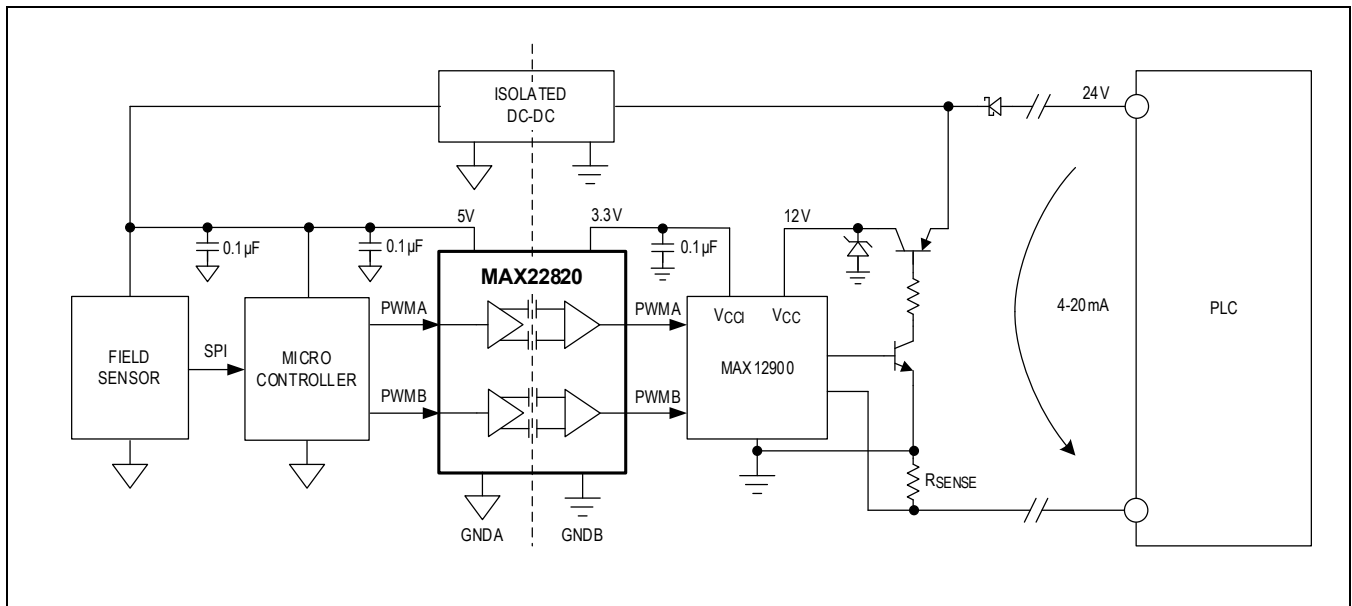 ISOLATED
DC-DC
24V
5V
3.3V
12V
0.1µF
0.1µF
0.1µF
MAX22820
4-20mA
PLC
FIELD
SENSOR
SPI
MICRO
CONTROLLER
PWMA
PWMB
PWMA
PWMB
VCCI
VCC
MAX12900
RSENSE
GNDA
GNDB